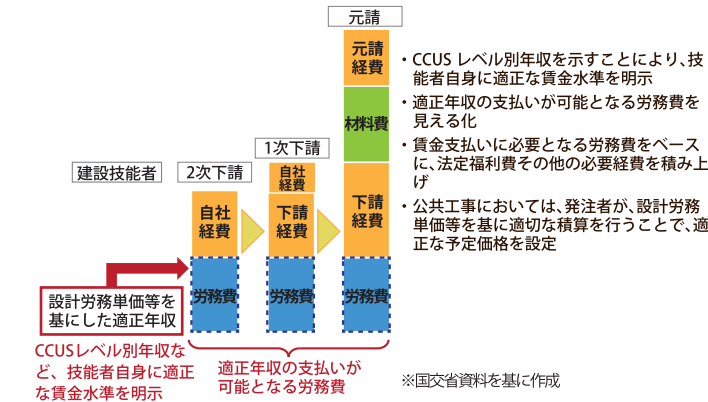 元請
元請
経費
材料費
下請
経費
労務費
1次下請
自社
経費
下請
経費
労務費
2次下請
自社
経費
労務費
建設技能者
設計労務単価等を
基にした適正年収
CCUSレベル別年収な
ど、技能者自身に適正
な賃金水準を明示
適正年収の支払いが
可能となる労務費
・CCUS レベル別年収を示すことにより、技
能者自身に適正な賃金水準を明示
・適正年収の支払いが可能となる労務費を
見える化
・賃金支払いに必要となる労務費をベース
に、法定福利費その他の必要経費を積み上
げ
・公共工事においては、発注者が、設計労務
単価等を基に適切な積算を行うことで、適
正な予定価格を設定
※国交省資料を基に作成